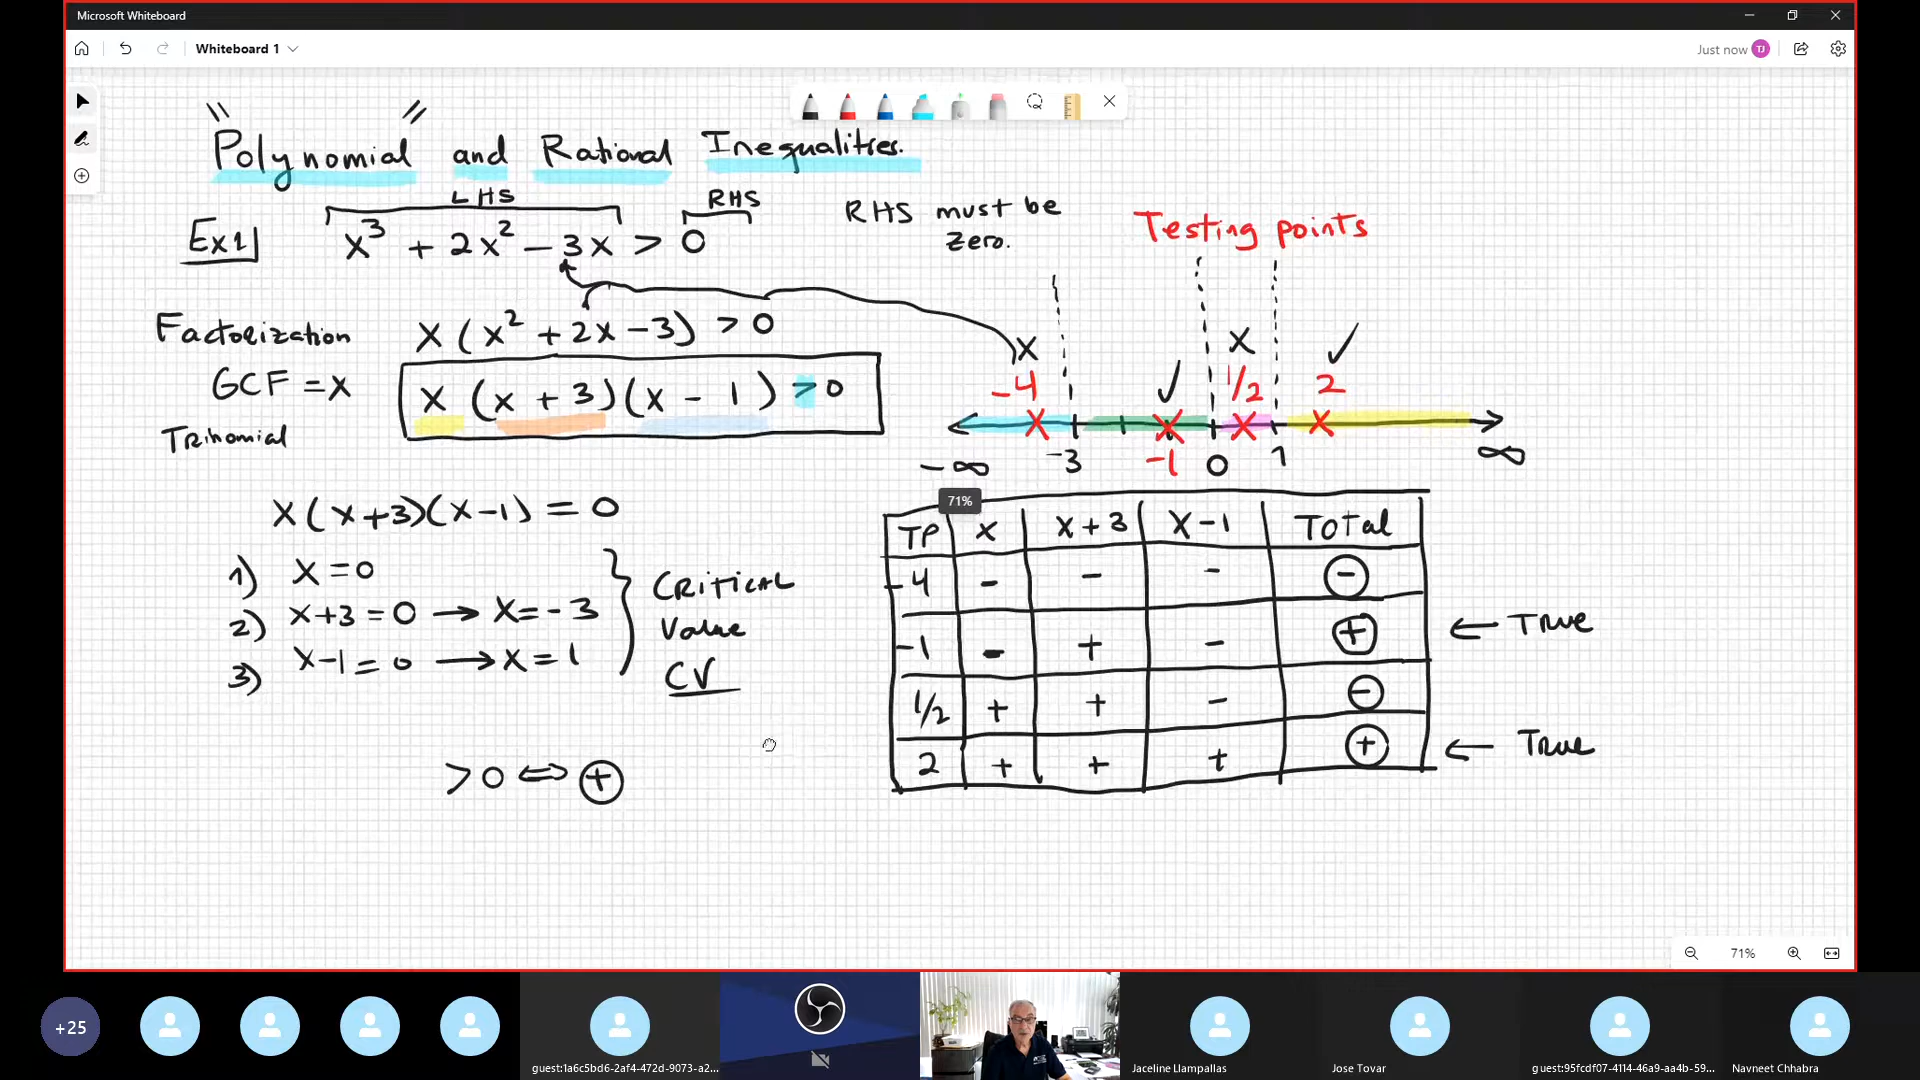 Microsoft Whiteboard
Whiteboard 1
Just now TJ
"Polynomial" and Rational Inequalities.
LHS RHS
Ex1 x³ + 2x² - 3x > 0
RHS must be
zero.
Testing points
Factorization x(x² + 2x - 3) > 0
GCF = x
x (x + 3)(x - 1) > 0
Trinomial
x ✓ x ✓
-4 1/2 2
x x x x
-∞ -3 -1 0 1 ∞
x(x+3)(x-1) = 0
1) x = 0
2) x+3 = 0 → x = -3
3) x-1 = 0 → x = 1
Critical
Value
CV
> 0 ⇔ +
71%
TP x x+3 x-1 Total
-4 - - - -
-1 - + - + ← True
1/2 + + - -
2 + + + + ← True
71%
+25
guest:1a6c5bd6-2af4-472d-9073-a2...
Jaceline Llampallas
Jose Tovar
guest:95fcdf07-4114-46a9-aa4b-59...
Navneet Chhabra